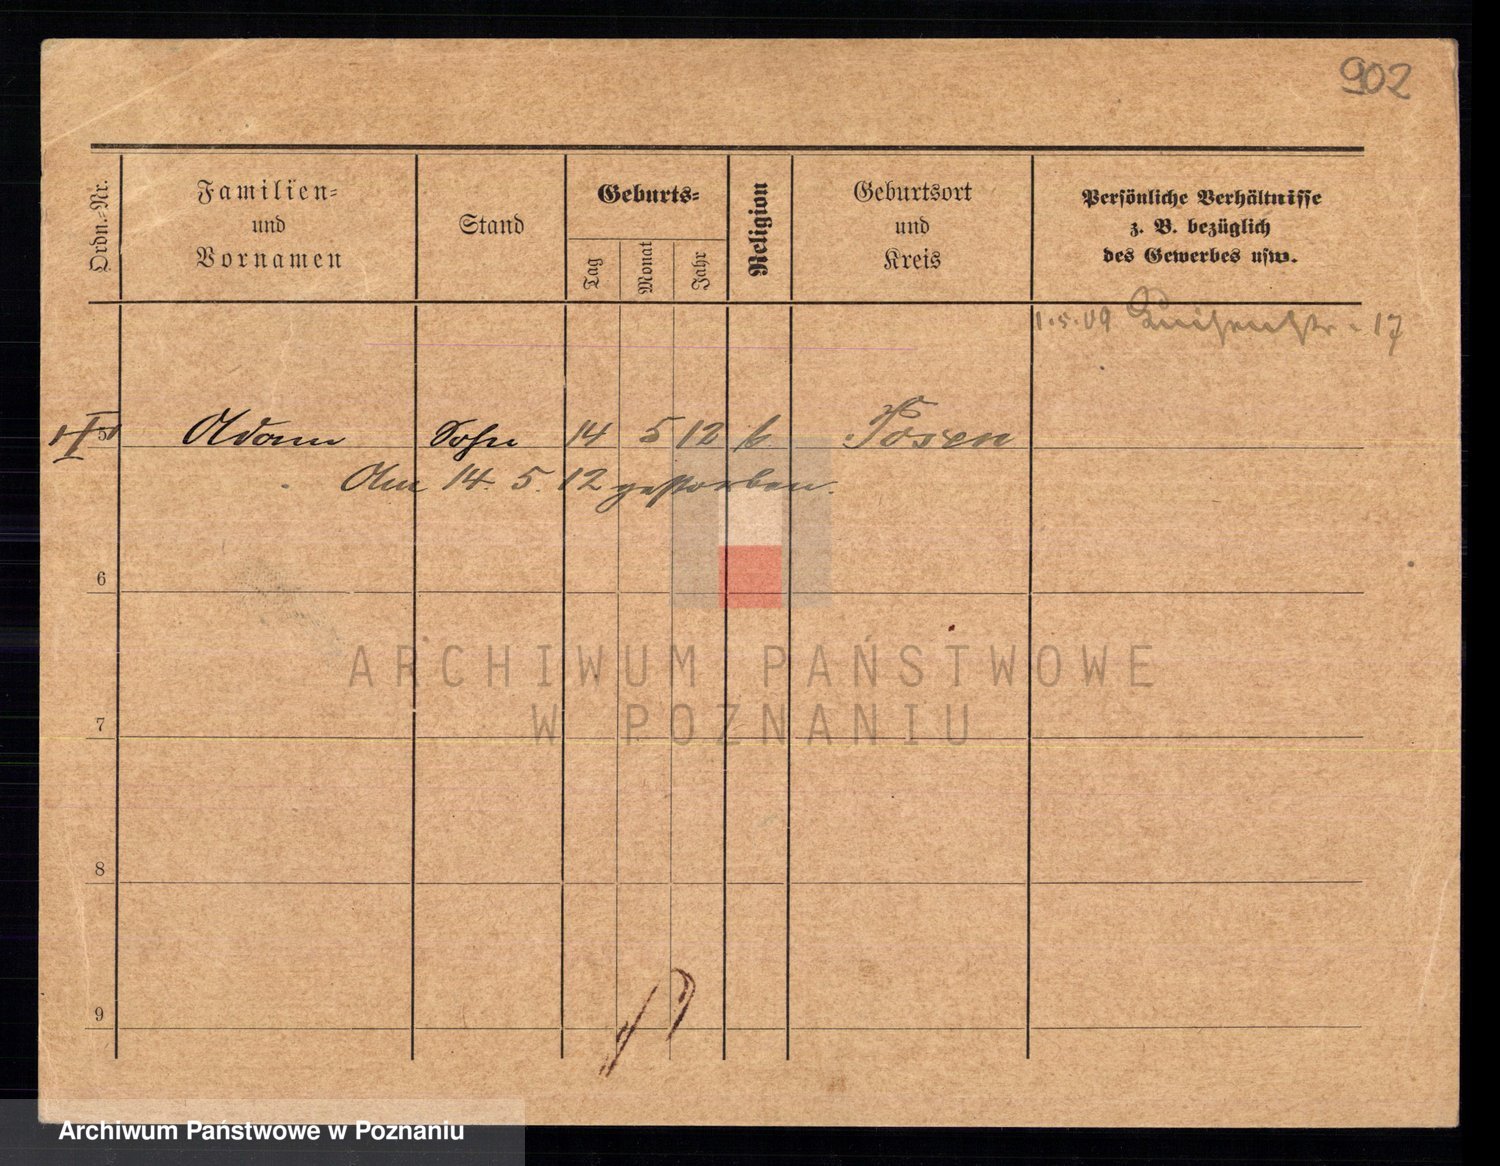 902
Ordn.-Nr.
Familien-
und
Vornamen
Stand
Geburts-
Tag
Monat
Jahr
Religion
Geburtsort
und
Kreis
Persönliche Verhältnisse
z. B. bezüglich
des Gewerbes usw.
1.5.09 Luisenstr. 17
5 Adam Sohn 14 5 12 k Posen
Am 14. 5. 12 gestorben.
6
7
8
9
ARCHIWUM PAŃSTWOWE
W POZNANIU
Archiwum Państwowe w Poznaniu